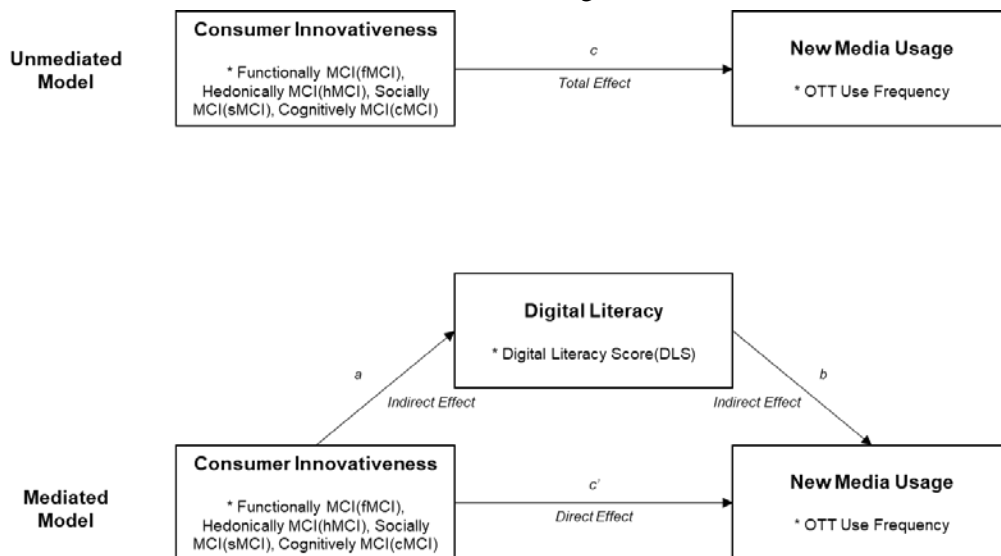 Unmediated
Model
Consumer Innovativeness
* Functionally MCI(fMCI),
Hedonically MCI(hMCI), Socially
MCI(sMCI), Cognitively MCI(cMCI)
c
Total Effect
New Media Usage
* OTT Use Frequency
Digital Literacy
* Digital Literacy Score(DLS)
a
Indirect Effect
b
Indirect Effect
Mediated
Model
Consumer Innovativeness
* Functionally MCI(fMCI),
Hedonically MCI(hMCI), Socially
MCI(sMCI), Cognitively MCI(cMCI)
c'
Direct Effect
New Media Usage
* OTT Use Frequency